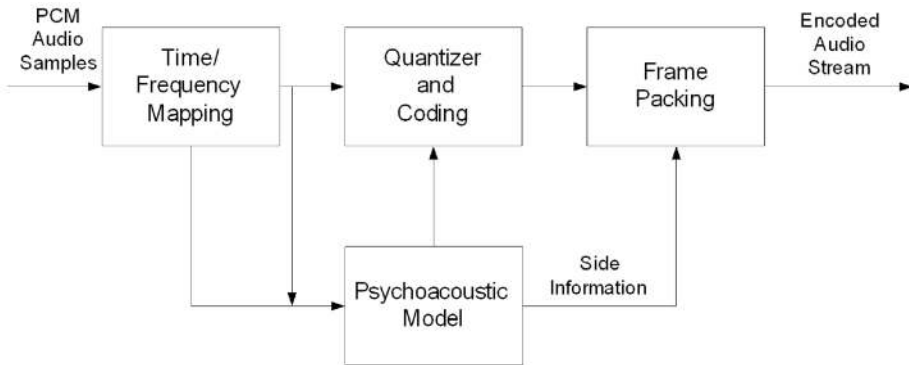 PCM
Audio
Samples
Time/
Frequency
Mapping
Quantizer
and
Coding
Frame
Packing
Encoded
Audio
Stream
Psychoacoustic
Model
Side
Information